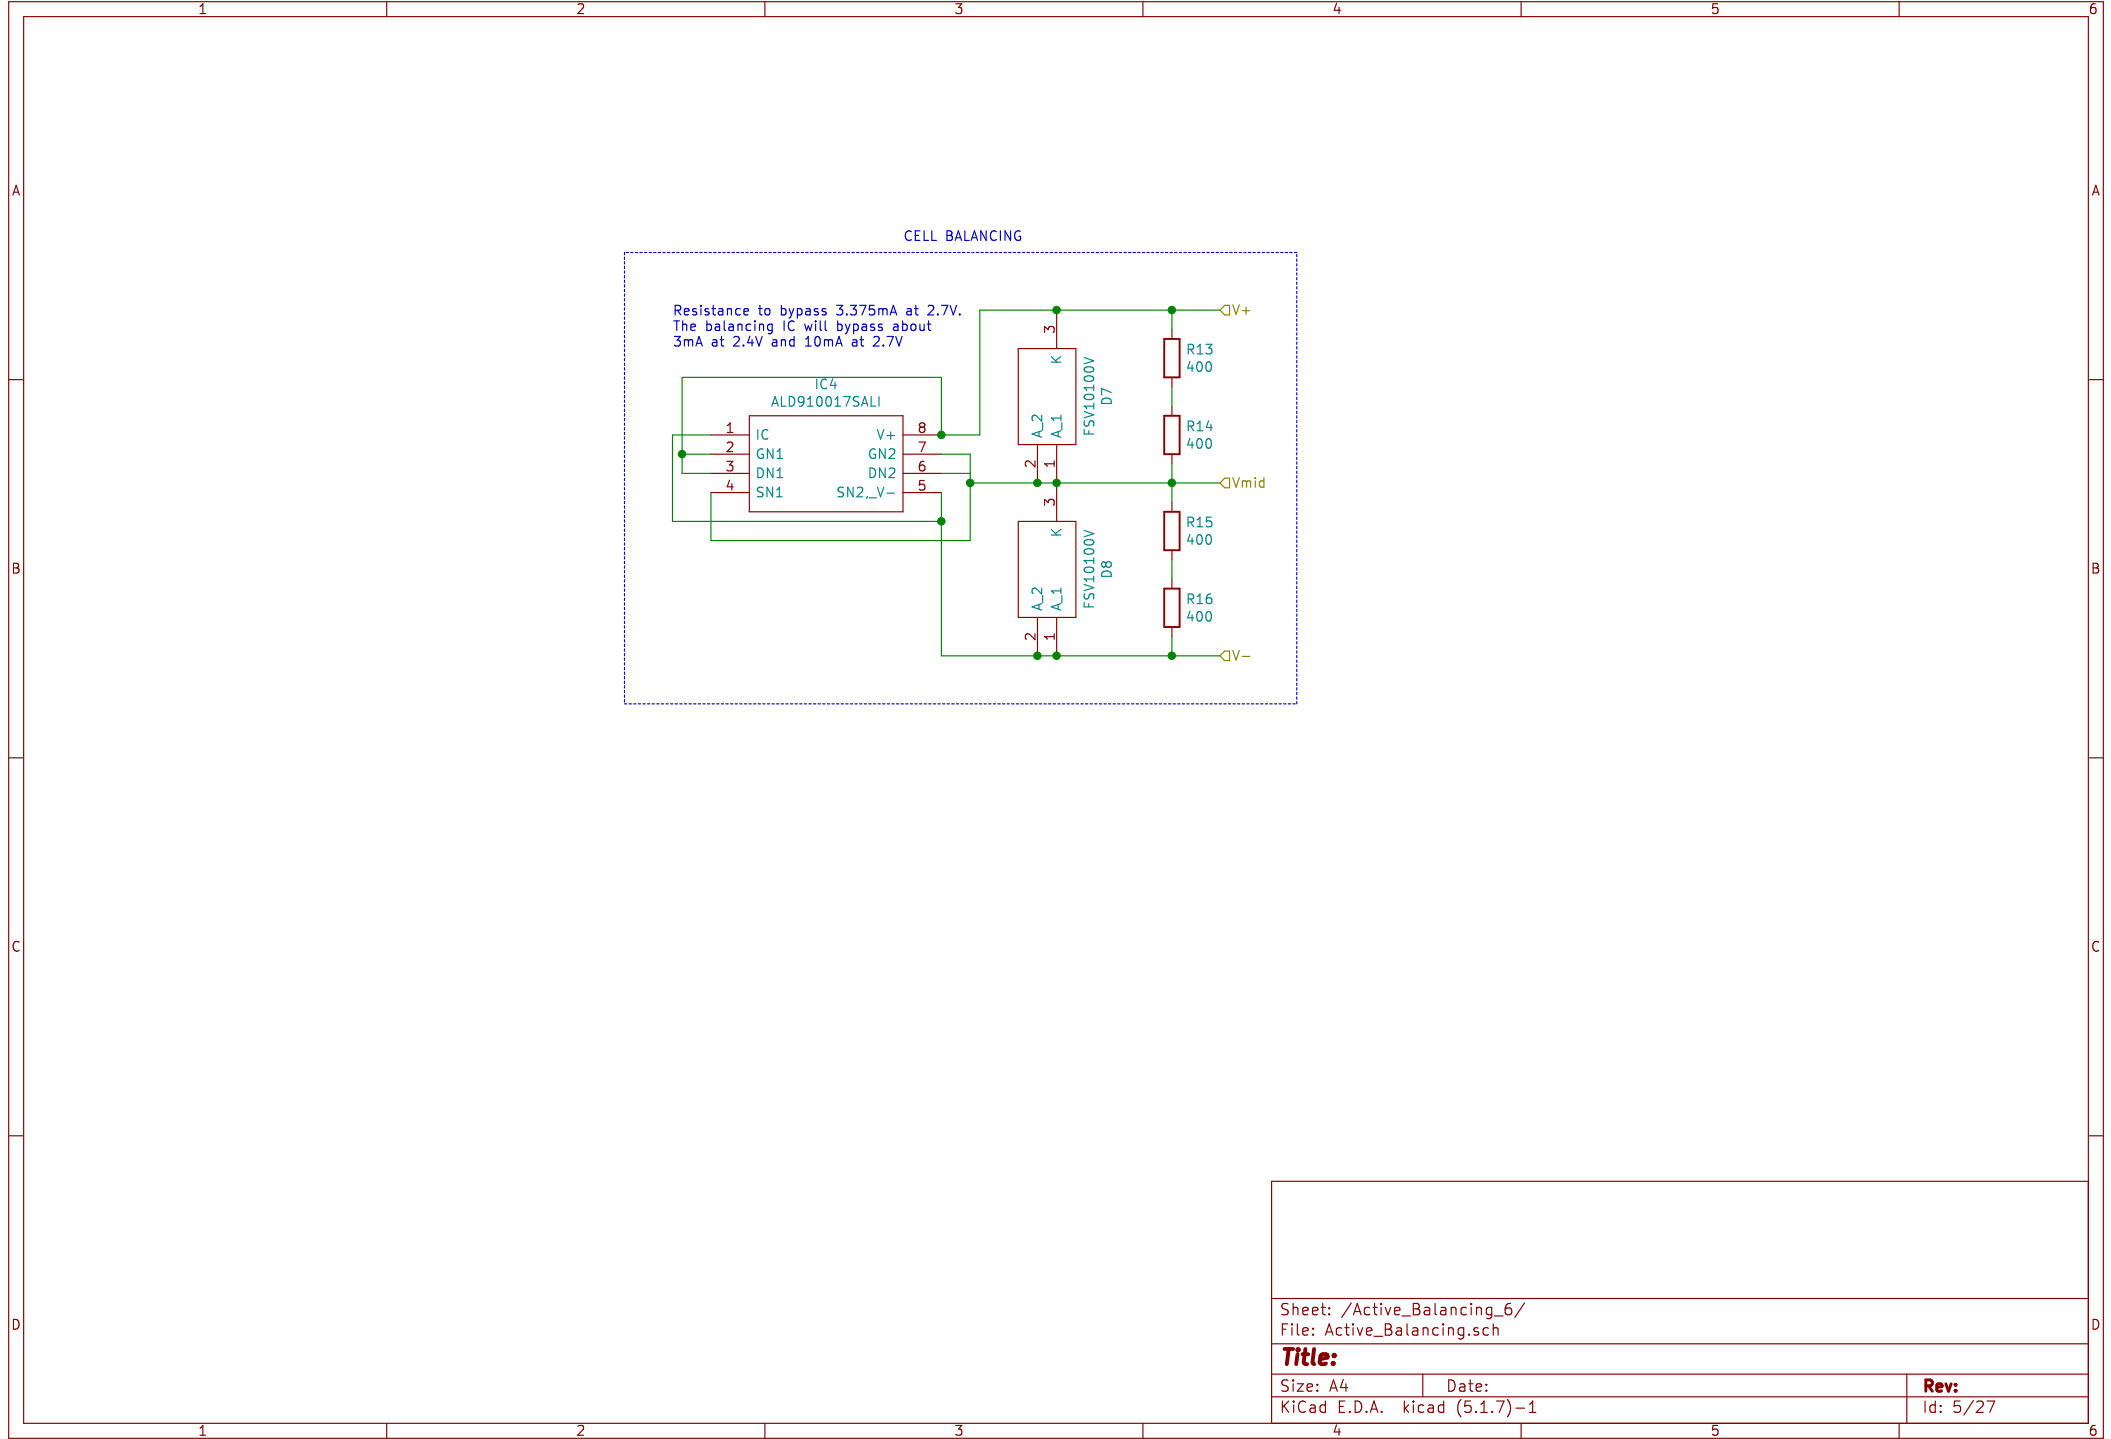 1 2 3 4 5 6
A A
CELL BALANCING
Resistance to bypass 3.375mA at 2.7V.
The balancing IC will bypass about
3mA at 2.4V and 10mA at 2.7V
V+
3
K
R13
400
FSV10100V
D7
A_2
A_1
2
1
R14
400
IC4
ALD910017SALI
1 IC V+ 8
2 GN1 GN2 7
3 DN1 DN2 6
4 SN1 SN2,_V- 5
Vmid
3
K
R15
400
FSV10100V
D8
A_2
A_1
2
1
R16
400
V-
B B
C C
D D
Sheet: /Active_Balancing_6/
File: Active_Balancing.sch
Title:
Size: A4 Date: Rev:
KiCad E.D.A. kicad (5.1.7)-1 Id: 5/27
1 2 3 4 5 6